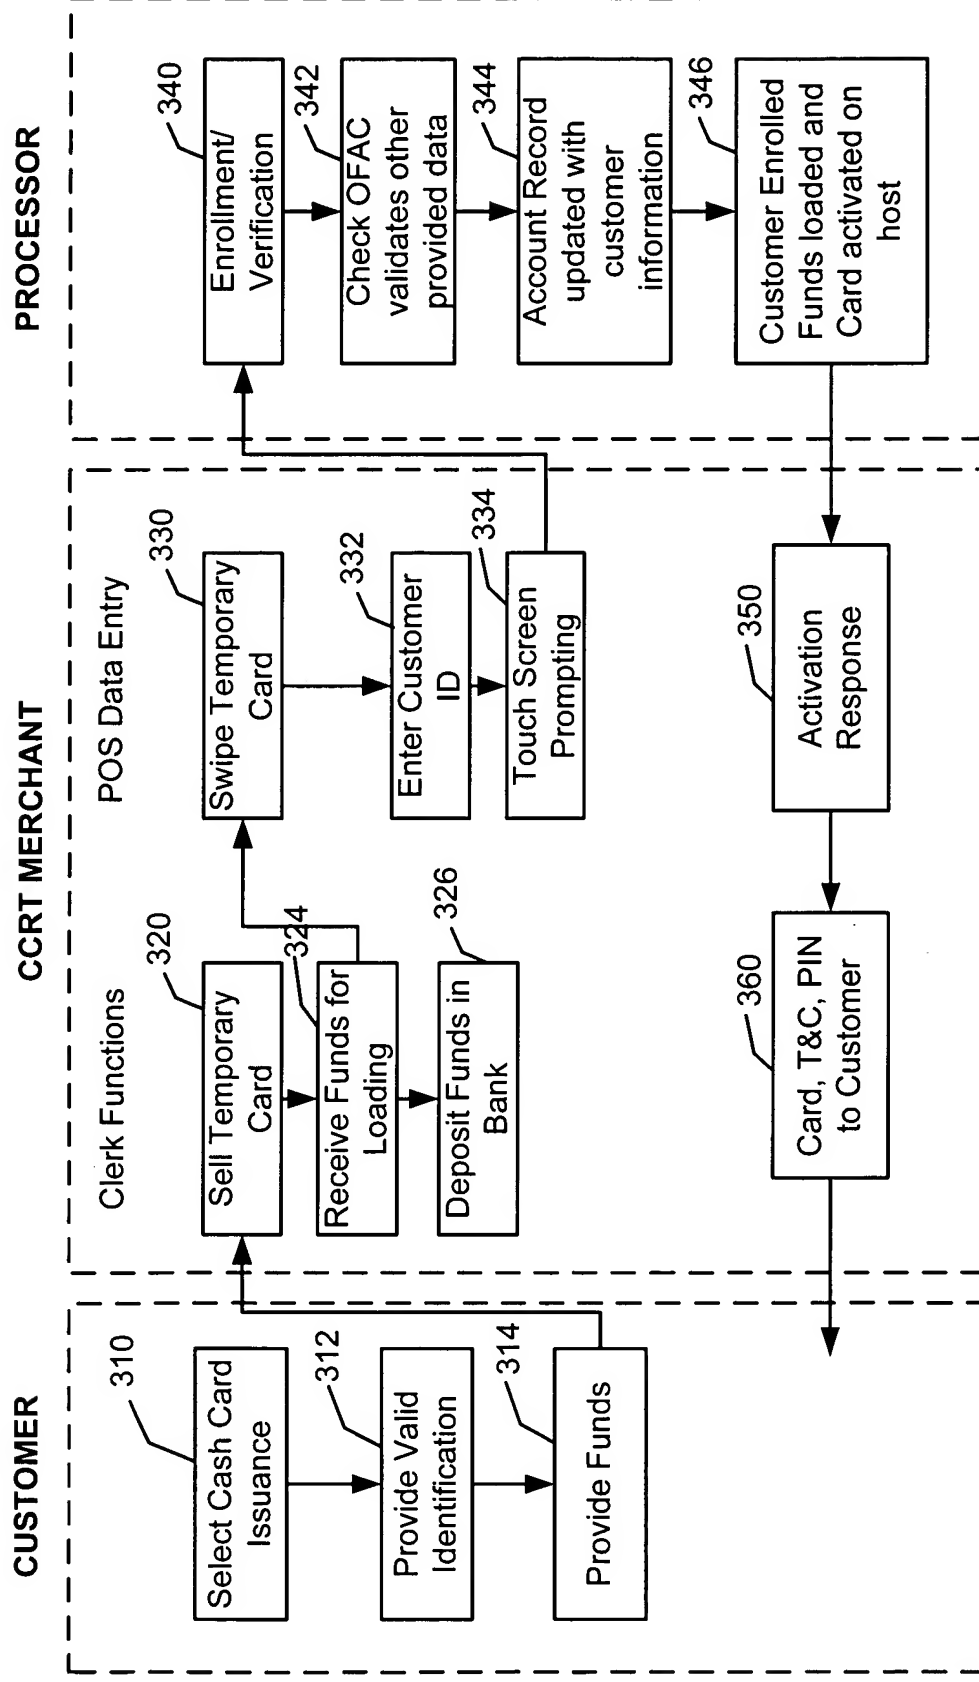 CUSTOMER
310
Select Cash Card
Issuance
312
Provide Valid
Identification
314
Provide Funds
CCRT MERCHANT
Clerk Functions
320
Sell Temporary
Card
324
Receive Funds for
Loading
326
Deposit Funds in
Bank
POS Data Entry
330
Swipe Temporary
Card
332
Enter Customer
ID
334
Touch Screen
Prompting
350
Activation
Response
360
Card, T&C, PIN
to Customer
PROCESSOR
340
Enrollment/
Verification
342
Check OFAC
validates other
provided data
344
Account Record
updated with
customer
information
346
Customer Enrolled
Funds loaded and
Card activated on
host